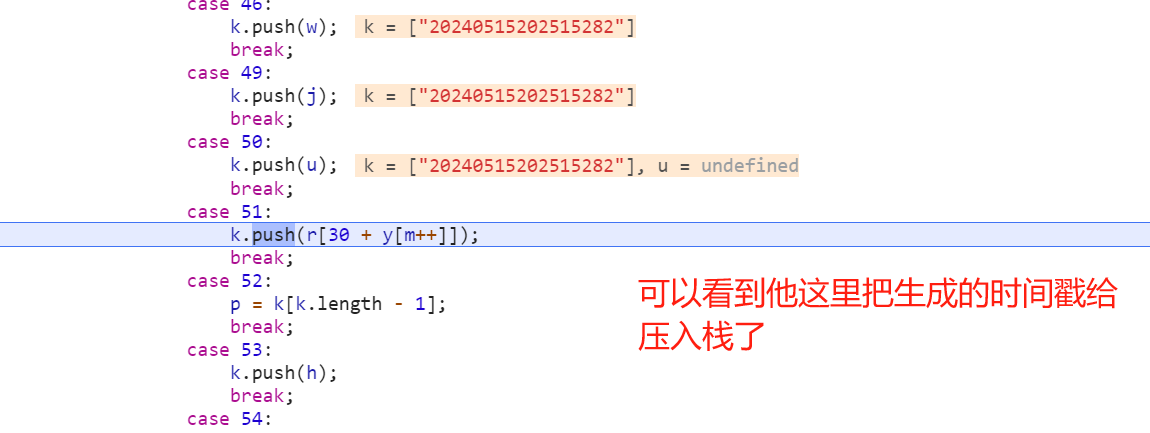 case 46:
k.push(w); k = ["20240515202515282"]
break;
case 49:
k.push(j); k = ["20240515202515282"]
break;
case 50:
k.push(u); k = ["20240515202515282"], u = undefined
break;
case 51:
k.push(r[30 + y[m++]]);
break;
case 52:
p = k[k.length - 1];
break;
case 53:
k.push(h);
break;
case 54:
可以看到他这里把生成的时间戳给
压入栈了